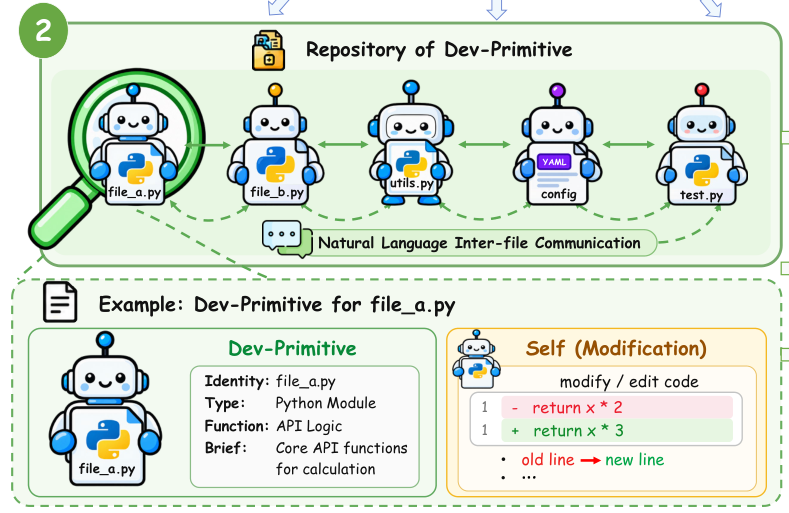 2
Repository of Dev-Primitive
file_a.py
file_b.py
utils.py
YAML
config
test.py
Natural Language Inter-file Communication
Example: Dev-Primitive for file_a.py
file_a.py
Dev-Primitive
Identity: file_a.py
Type: Python Module
Function: API Logic
Brief: Core API functions
for calculation
Self (Modification)
modify / edit code
1 - return x * 2
1 + return x * 3
• old line → new line
• ...